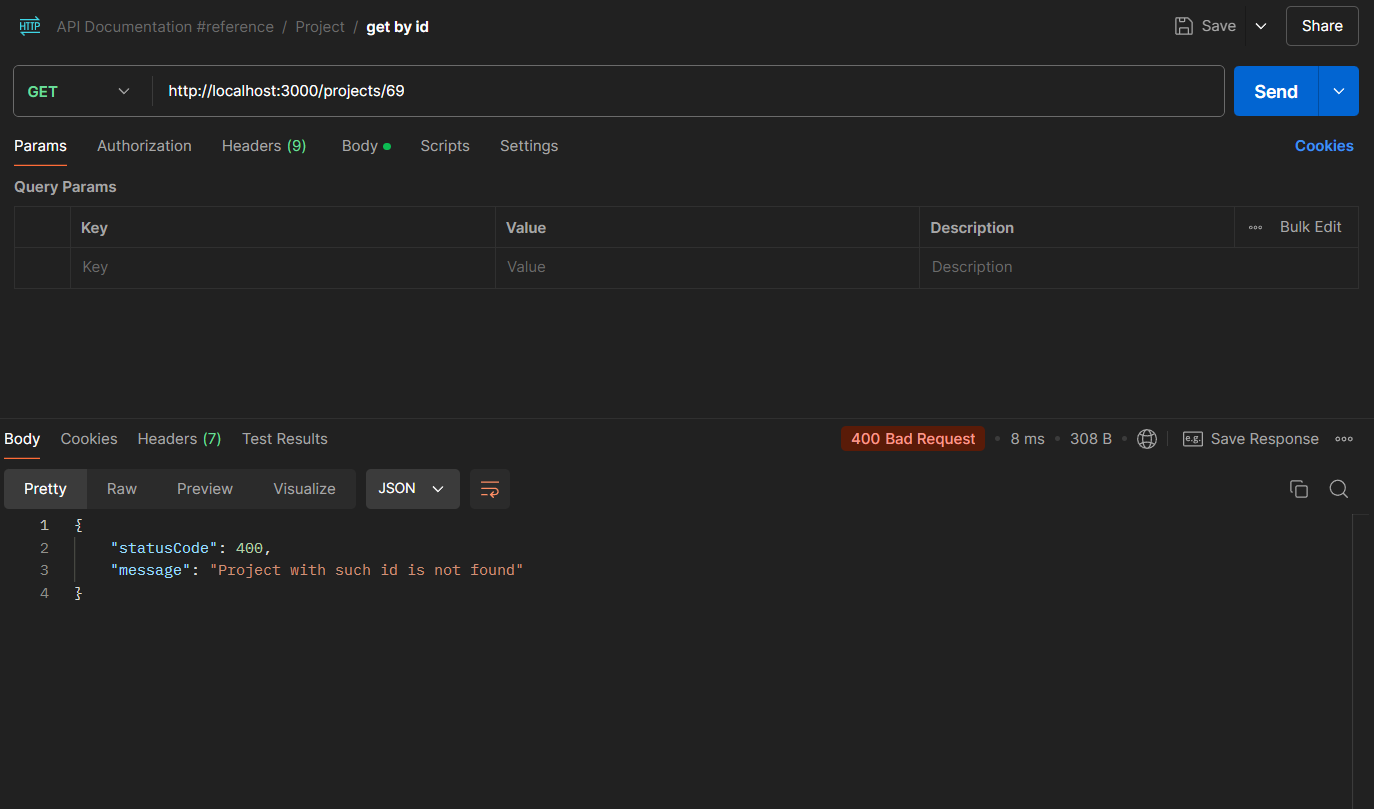 HTTP API Documentation #reference / Project / get by id Save Share
GET http://localhost:3000/projects/69 Send
Params Authorization Headers (9) Body Scripts Settings Cookies
Query Params
Key Value Description Bulk Edit
Key Value Description
Body Cookies Headers (7) Test Results 400 Bad Request 8 ms 308 B e.g. Save Response
Pretty Raw Preview Visualize JSON
1 {
2 "statusCode": 400,
3 "message": "Project with such id is not found"
4 }